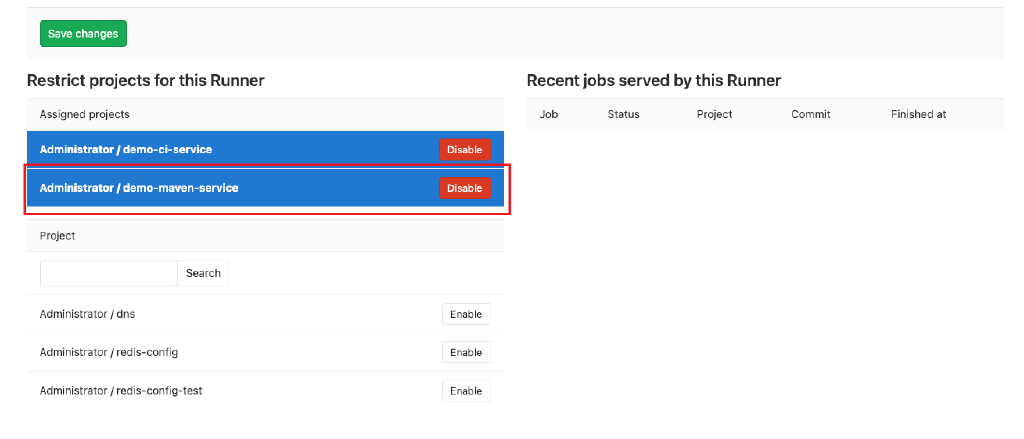 Save changes
Restrict projects for this Runner
Assigned projects
Administrator / demo-ci-service Disable
Administrator / demo-maven-service Disable
Project
Search
Administrator / dns Enable
Administrator / redis-config Enable
Administrator / redis-config-test Enable
Recent jobs served by this Runner
Job Status Project Commit Finished at